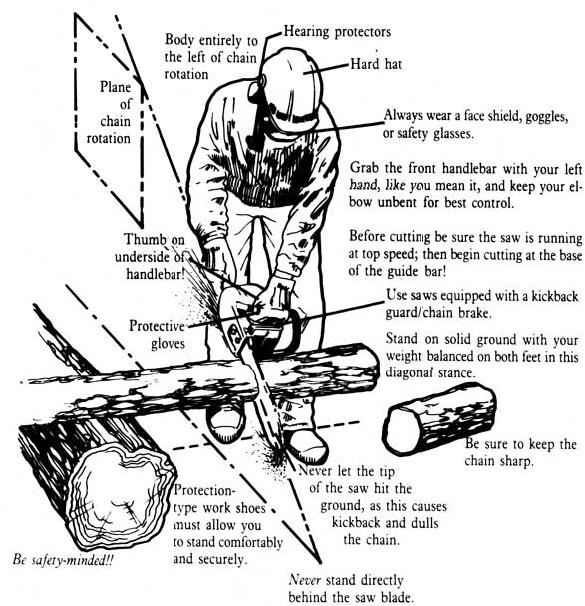 Hearing protectors
Body entirely to
the left of chain
rotation
Hard hat
Plane
of
chain
rotation
Always wear a face shield, goggles,
or safety glasses.
Grab the front handlebar with your left
hand, like you mean it, and keep your el-
bow unbent for best control.
Thumb on
underside of
handlebar!
Before cutting be sure the saw is running
at top speed; then begin cutting at the base
of the guide bar!
Use saws equipped with a kickback
guard/chain brake.
Protective
gloves
Stand on solid ground with your
weight balanced on both feet in this
diagonal stance.
Be sure to keep the
chain sharp.
Never let the tip
of the saw hit the
ground, as this causes
kickback and dulls
the chain.
Protection-
type work shoes
must allow you
to stand comfortably
and securely.
Be safety-minded!!
Never stand directly
behind the saw blade.